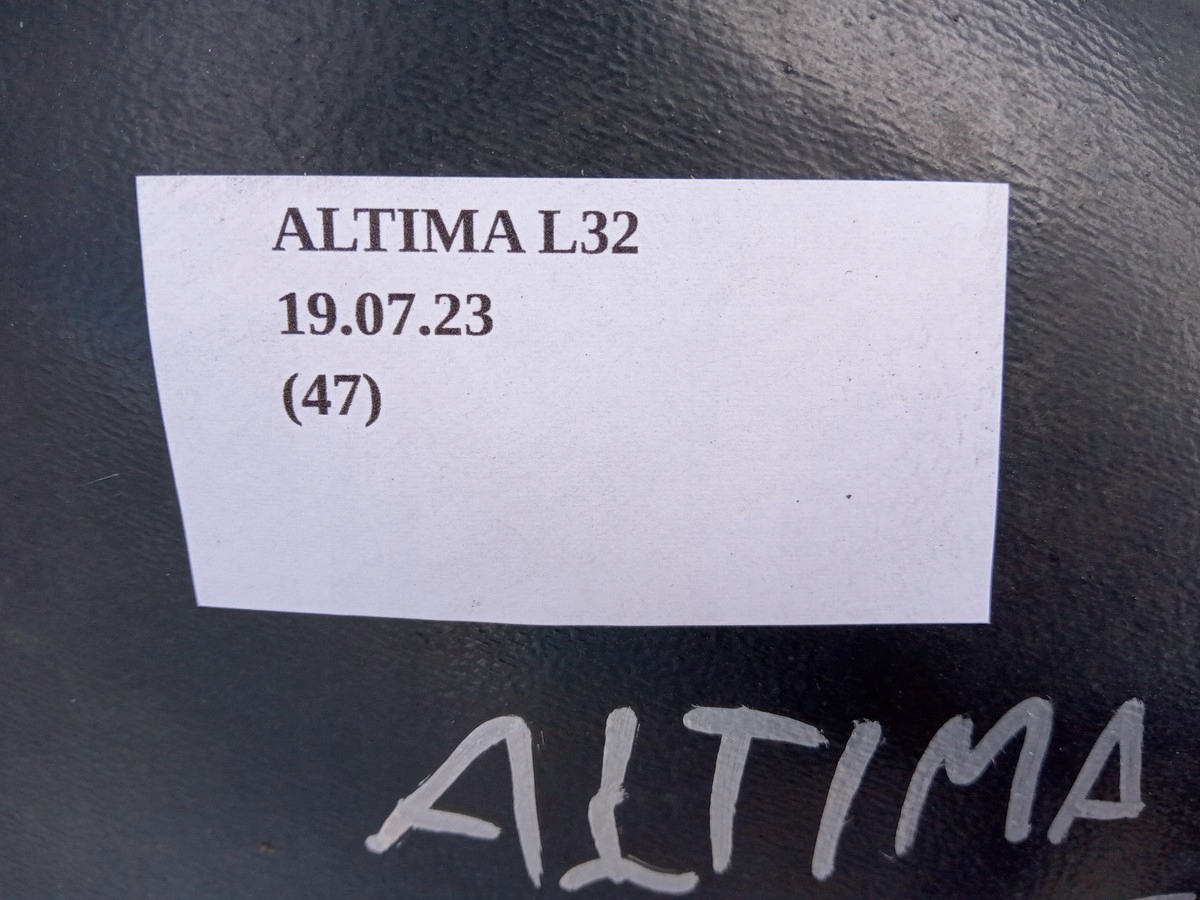 ALTIMA L32
19.07.23
(47)
ALTIMA